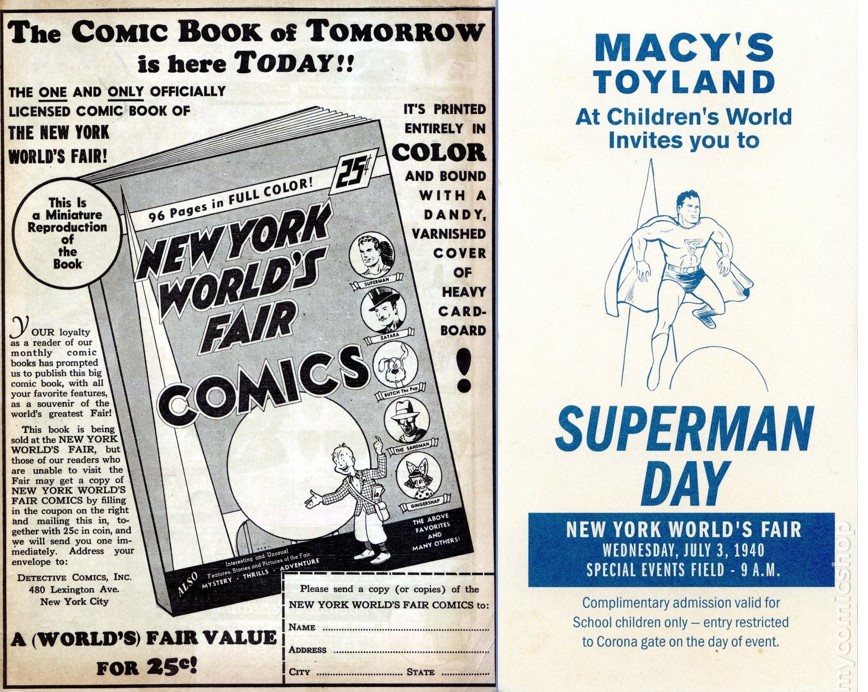 The COMIC BOOK of TOMORROW
is here TODAY!!
THE ONE AND ONLY OFFICIALLY
LICENSED COMIC BOOK OF
THE NEW YORK
WORLD'S FAIR!
This Is
a Miniature
Reproduction
of
the
Book
YOUR loyalty
as a reader of our
monthly comic
books has prompted
us to publish this big
comic book, with all
your favorite features,
as a souvenir of the
world's greatest Fair!
This book is being
sold at the NEW YORK
WORLD'S FAIR, but
those of our readers who
are unable to visit the
Fair may get a copy of
NEW YORK WORLD'S
FAIR COMICS by filling
in the coupon on the right
and mailing this in, to-
gether with 25c in coin, and
we will send you one im-
mediately. Address your
envelope to:
DETECTIVE COMICS, INC.
480 Lexington Ave.
New York City
A (WORLD'S) FAIR VALUE
FOR 25c!
96 Pages in FULL COLOR!
25¢
NEW YORK
WORLD'S
FAIR
COMICS
SUPERMAN
ZATARA
BUTCH The Pup
THE SANDMAN
GINGERSNAP
THE ABOVE
FAVORITES
AND
MANY OTHERS!
ALSO
Interesting and Unusual
Features, Stories and Pictures of the Fair
MYSTERY - THRILLS - ADVENTURE
IT'S PRINTED
ENTIRELY IN
COLOR
AND BOUND
WITH A
DANDY,
VARNISHED
COVER
OF
HEAVY
CARD-
BOARD
!
Please send a copy (or copies) of the
NEW YORK WORLD'S FAIR COMICS to:
NAME
ADDRESS
CITY STATE
MACY'S
TOYLAND
At Children's World
Invites you to
SUPERMAN
DAY
NEW YORK WORLD'S FAIR
WEDNESDAY, JULY 3, 1940
SPECIAL EVENTS FIELD - 9 A.M.
Complimentary admission valid for
School children only — entry restricted
to Corona gate on the day of event.
mycomicshop